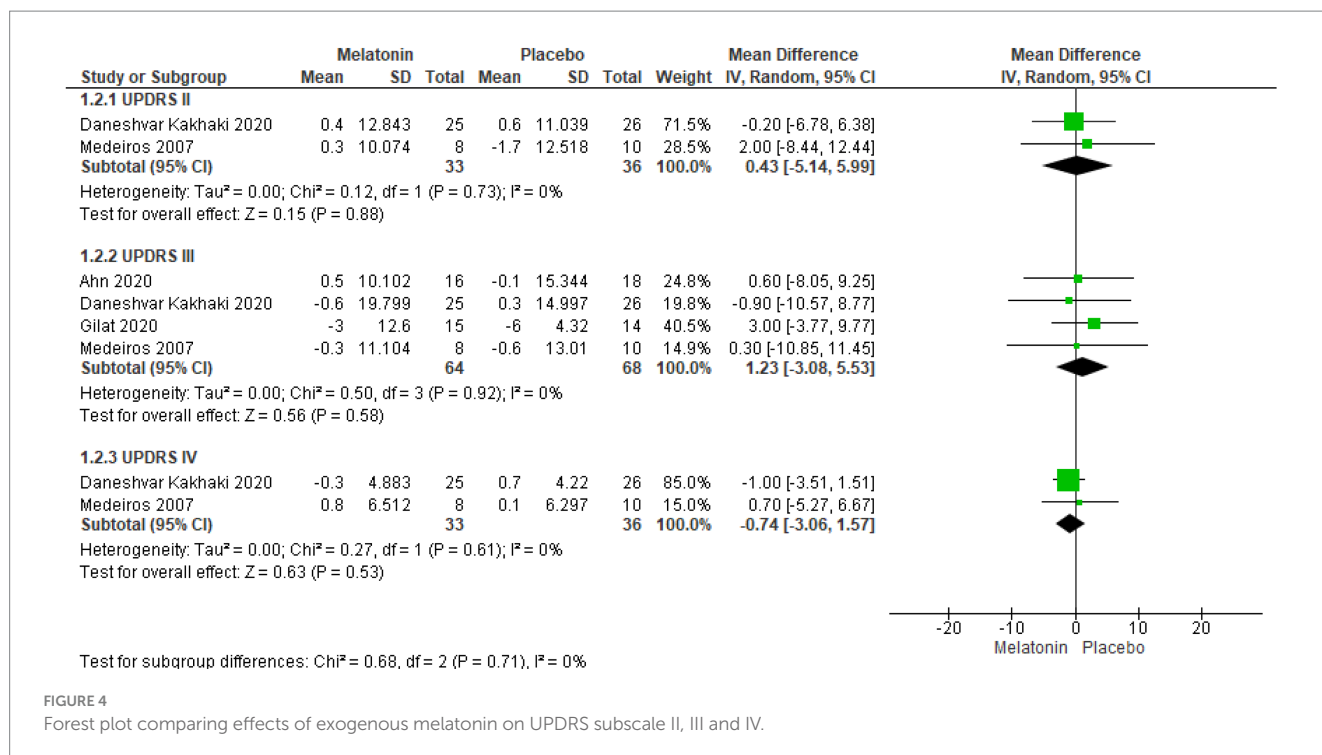 Melatonin Placebo Mean Difference Mean Difference
Study or Subgroup Mean SD Total Mean SD Total Weight IV, Random, 95% CI IV, Random, 95% CI
1.2.1 UPDRS II
Daneshvar Kakhaki 2020 0.4 12.843 25 0.6 11.039 26 71.5% -0.20 [-6.78, 6.38]
Medeiros 2007 0.3 10.074 8 -1.7 12.518 10 28.5% 2.00 [-8.44, 12.44]
Subtotal (95% CI) 33 36 100.0% 0.43 [-5.14, 5.99]
Heterogeneity: Tau² = 0.00; Chi² = 0.12, df = 1 (P = 0.73); I² = 0%
Test for overall effect: Z = 0.15 (P = 0.88)
1.2.2 UPDRS III
Ahn 2020 0.5 10.102 16 -0.1 15.344 18 24.8% 0.60 [-8.05, 9.25]
Daneshvar Kakhaki 2020 -0.6 19.799 25 0.3 14.997 26 19.8% -0.90 [-10.57, 8.77]
Gilat 2020 -3 12.6 15 -6 4.32 14 40.5% 3.00 [-3.77, 9.77]
Medeiros 2007 -0.3 11.104 8 -0.6 13.01 10 14.9% 0.30 [-10.85, 11.45]
Subtotal (95% CI) 64 68 100.0% 1.23 [-3.08, 5.53]
Heterogeneity: Tau² = 0.00; Chi² = 0.50, df = 3 (P = 0.92); I² = 0%
Test for overall effect: Z = 0.56 (P = 0.58)
1.2.3 UPDRS IV
Daneshvar Kakhaki 2020 -0.3 4.883 25 0.7 4.22 26 85.0% -1.00 [-3.51, 1.51]
Medeiros 2007 0.8 6.512 8 0.1 6.297 10 15.0% 0.70 [-5.27, 6.67]
Subtotal (95% CI) 33 36 100.0% -0.74 [-3.06, 1.57]
Heterogeneity: Tau² = 0.00; Chi² = 0.27, df = 1 (P = 0.61); I² = 0%
Test for overall effect: Z = 0.63 (P = 0.53)
-20 -10 0 10 20
Melatonin Placebo
Test for subgroup differences: Chi² = 0.68, df = 2 (P = 0.71), I² = 0%
FIGURE 4
Forest plot comparing effects of exogenous melatonin on UPDRS subscale II, III and IV.